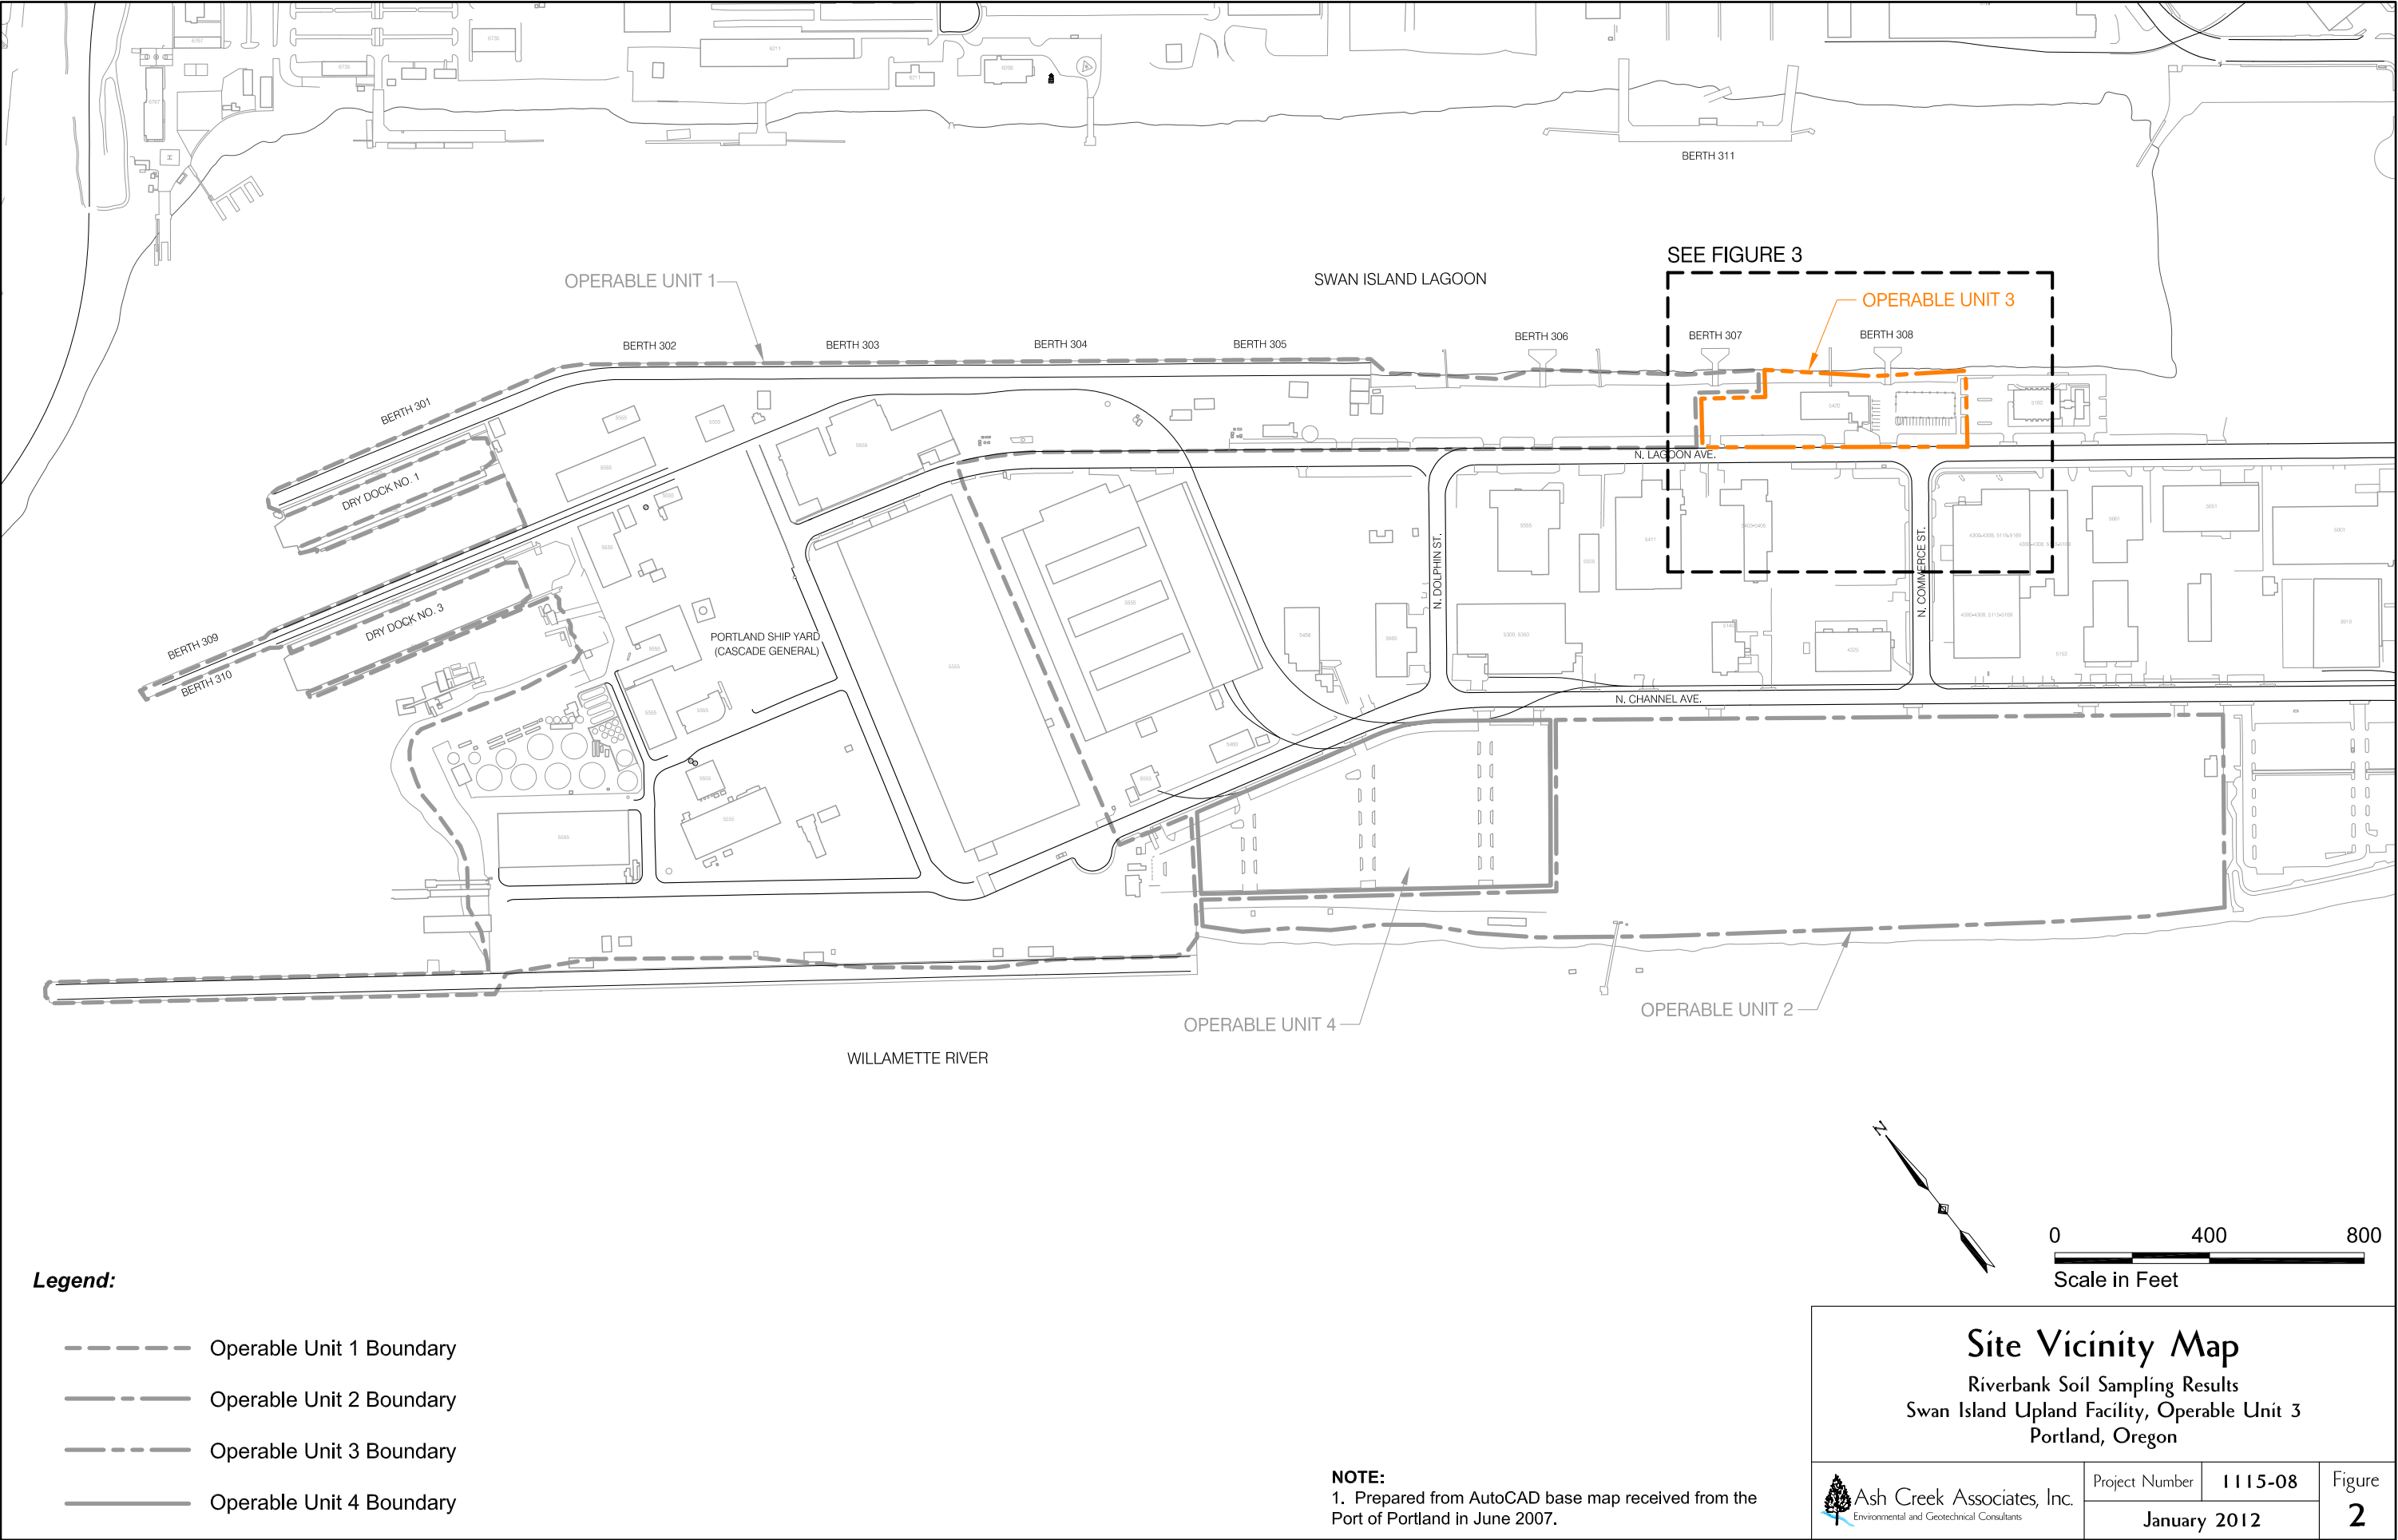 BERTH 311
SEE FIGURE 3
OPERABLE UNIT 1
SWAN ISLAND LAGOON
OPERABLE UNIT 3
BERTH 302
BERTH 303
BERTH 304
BERTH 305
BERTH 306
BERTH 307
BERTH 308
BERTH 301
DRY DOCK NO. 1
N. LAGOON AVE.
N. DOLPHIN ST.
N. COMMERCE ST.
BERTH 309
BERTH 310
DRY DOCK NO. 3
PORTLAND SHIP YARD
(CASCADE GENERAL)
N. CHANNEL AVE.
OPERABLE UNIT 4
OPERABLE UNIT 2
WILLAMETTE RIVER
N
0 400 800
Scale in Feet
Legend:
Operable Unit 1 Boundary
Operable Unit 2 Boundary
Operable Unit 3 Boundary
Operable Unit 4 Boundary
NOTE:
1. Prepared from AutoCAD base map received from the
Port of Portland in June 2007.
Site Vicinity Map
Riverbank Soil Sampling Results
Swan Island Upland Facility, Operable Unit 3
Portland, Oregon
Ash Creek Associates, Inc.
Environmental and Geotechnical Consultants
Project Number
1115-08
January 2012
Figure
2